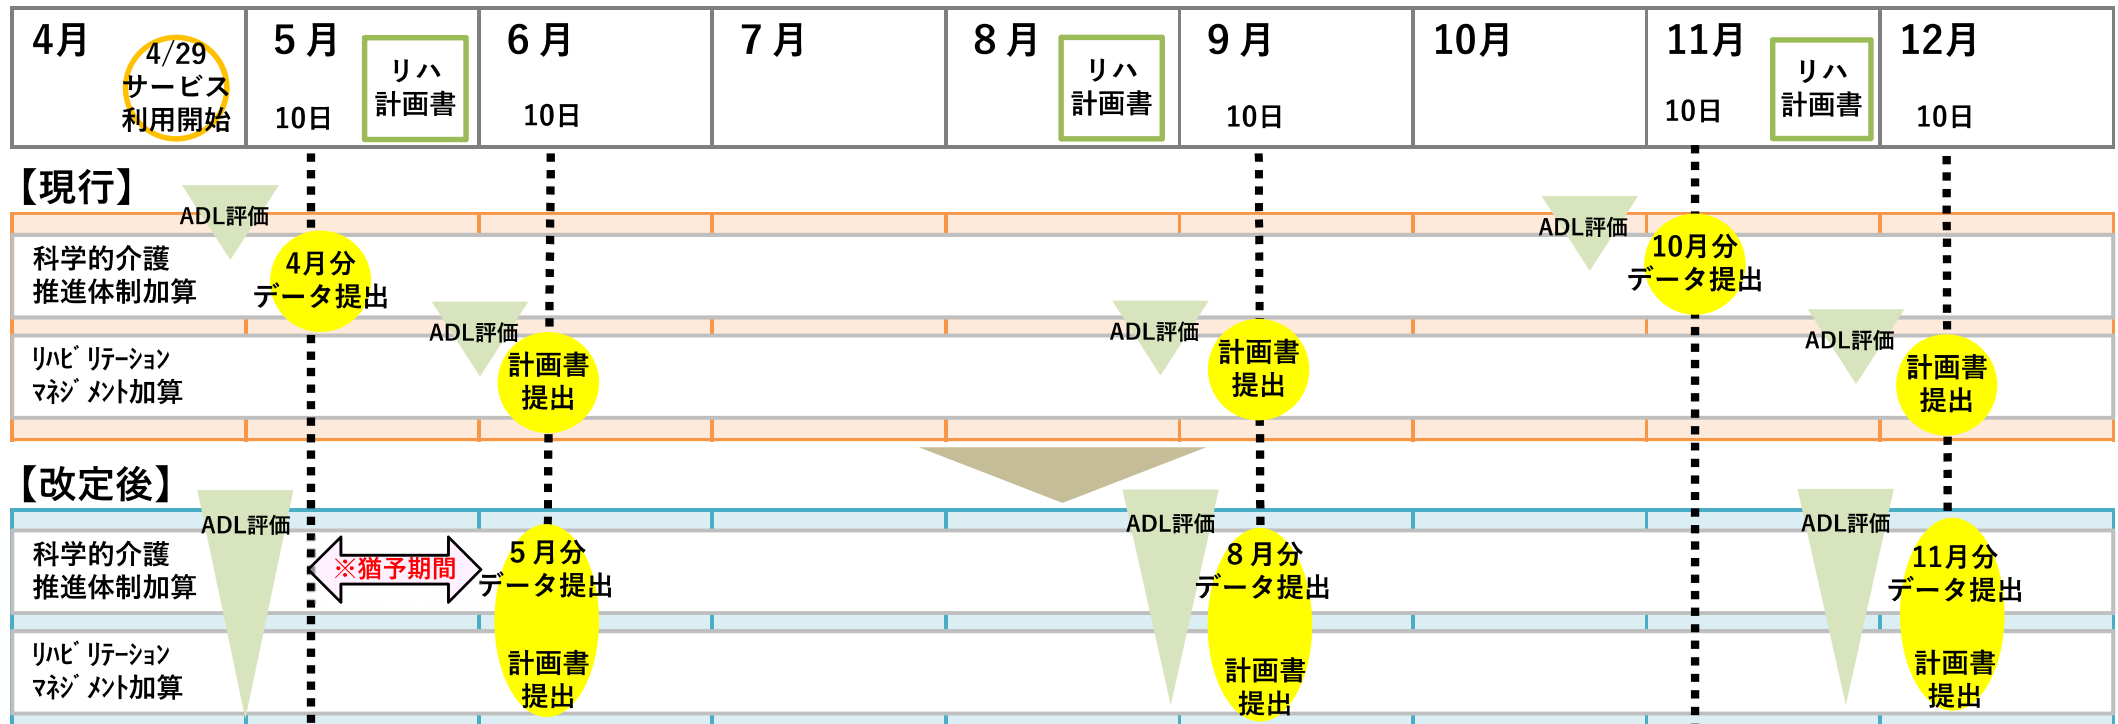 4月
4/29
サービス
利用開始
5月
10日
リハ
計画書
6月
10日
7月
8月
リハ
計画書
9月
10日
10月
11月
10日
リハ
計画書
12月
10日
【現行】
ADL評価
ADL評価
科学的介護
推進体制加算
4月分
データ提出
10月分
データ提出
ADL評価
ADL評価
ADL評価
ﾘﾊﾋﾞﾘﾃｰｼｮﾝ
ﾏﾈｼﾞﾒﾝﾄ加算
計画書
提出
計画書
提出
計画書
提出
【改定後】
ADL評価
ADL評価
ADL評価
科学的介護
推進体制加算
※猶予期間
5月分
データ提出
8月分
データ提出
11月分
データ提出
ﾘﾊﾋﾞﾘﾃｰｼｮﾝ
ﾏﾈｼﾞﾒﾝﾄ加算
計画書
提出
計画書
提出
計画書
提出